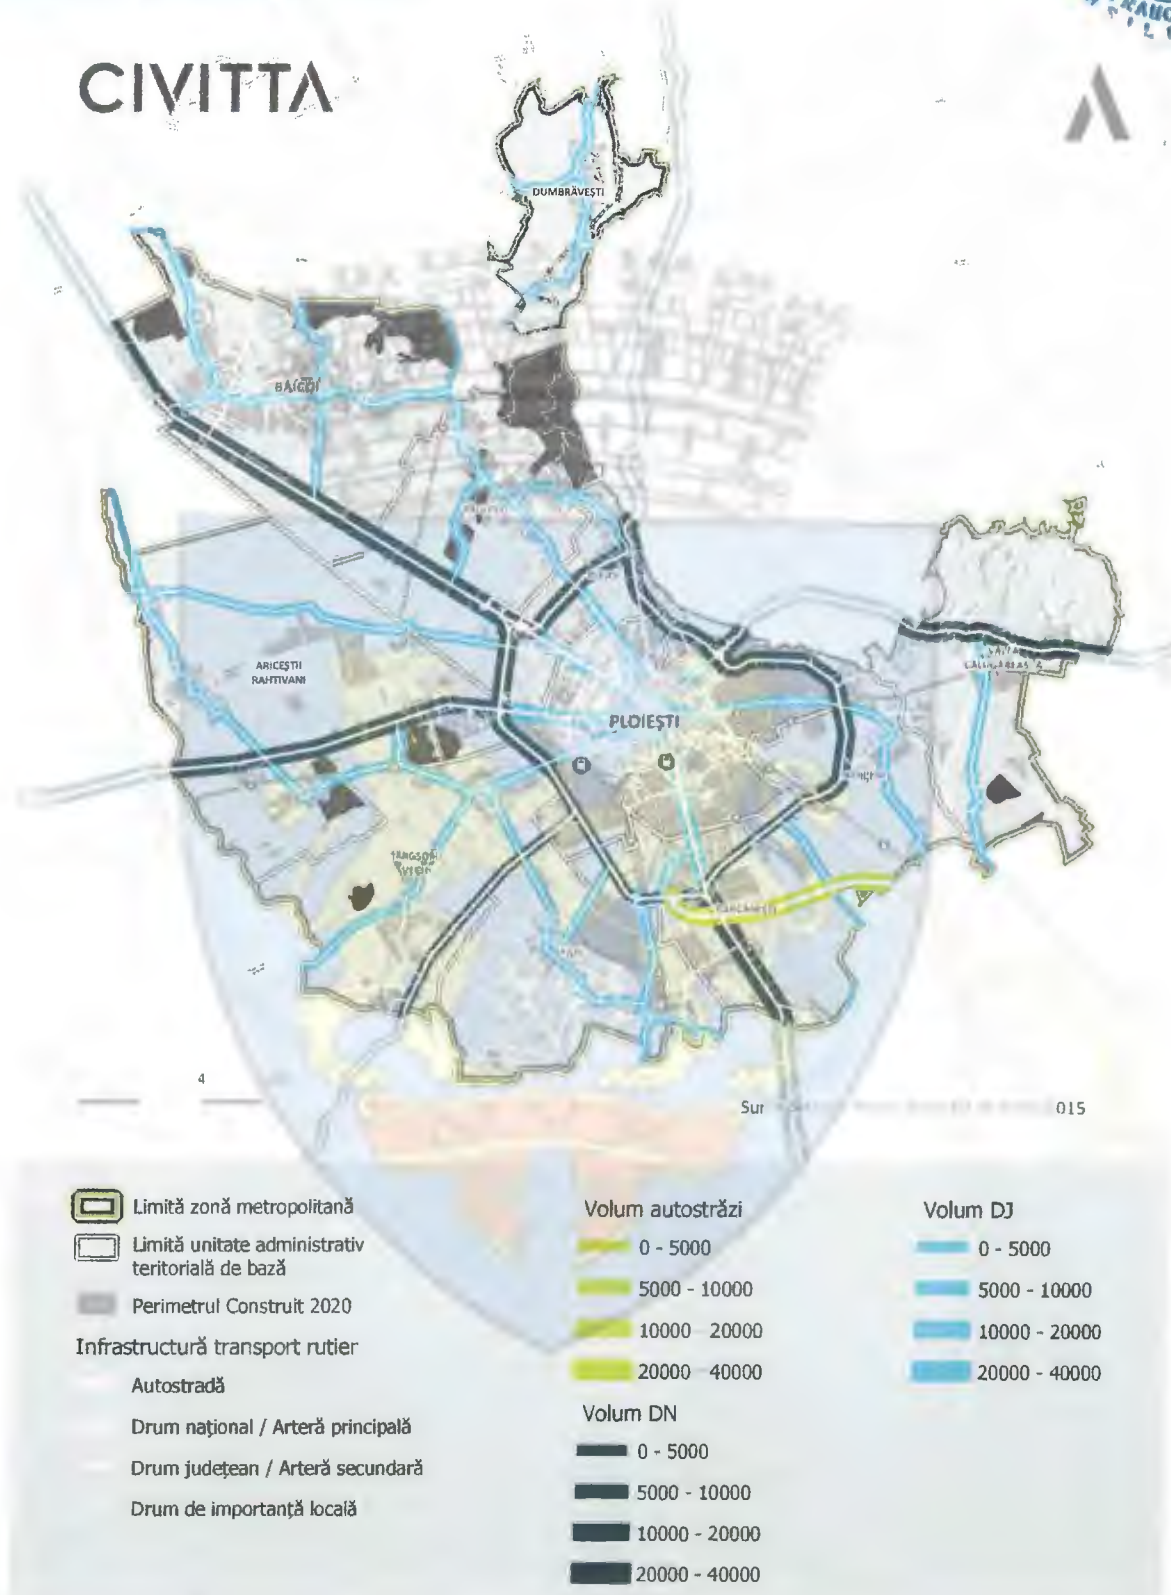 CIVITTA
DUMBRĂVEȘTI
BĂICOI
ARICEȘTII
RAHTIVANI
PLOIEȘTI
4
Sur
015
Limită zonă metropolitană
Limită unitate administrativ
teritorială de bază
Perimetrul Construit 2020
Infrastructură transport rutier
Autostradă
Drum național / Arteră principală
Drum județean / Arteră secundară
Drum de importanță locală
Volum autostrăzi
0 - 5000
5000 - 10000
10000 20000
20000 40000
Volum DN
0 - 5000
5000 - 10000
10000 - 20000
20000 - 40000
Volum DJ
0 - 5000
5000 - 10000
10000 - 20000
20000 - 40000